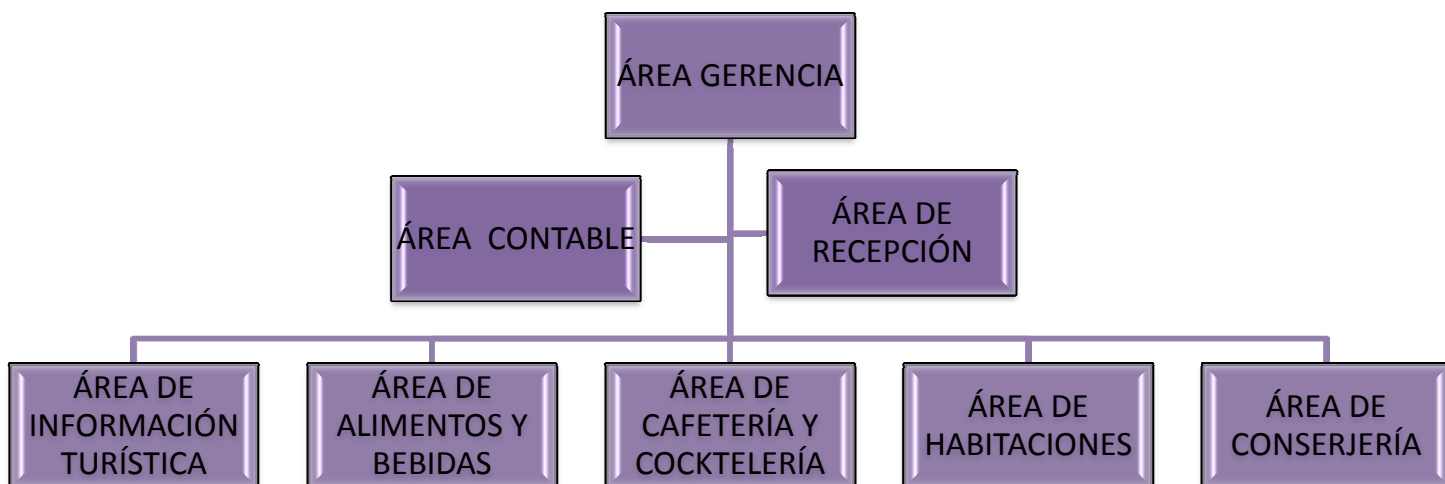 ÁREA GERENCIA
ÁREA CONTABLE
ÁREA DE
RECEPCIÓN
ÁREA DE
INFORMACIÓN
TURÍSTICA
ÁREA DE
ALIMENTOS Y
BEBIDAS
ÁREA DE
CAFETERÍA Y
COCKTELERÍA
ÁREA DE
HABITACIONES
ÁREA DE
CONSERJERÍA